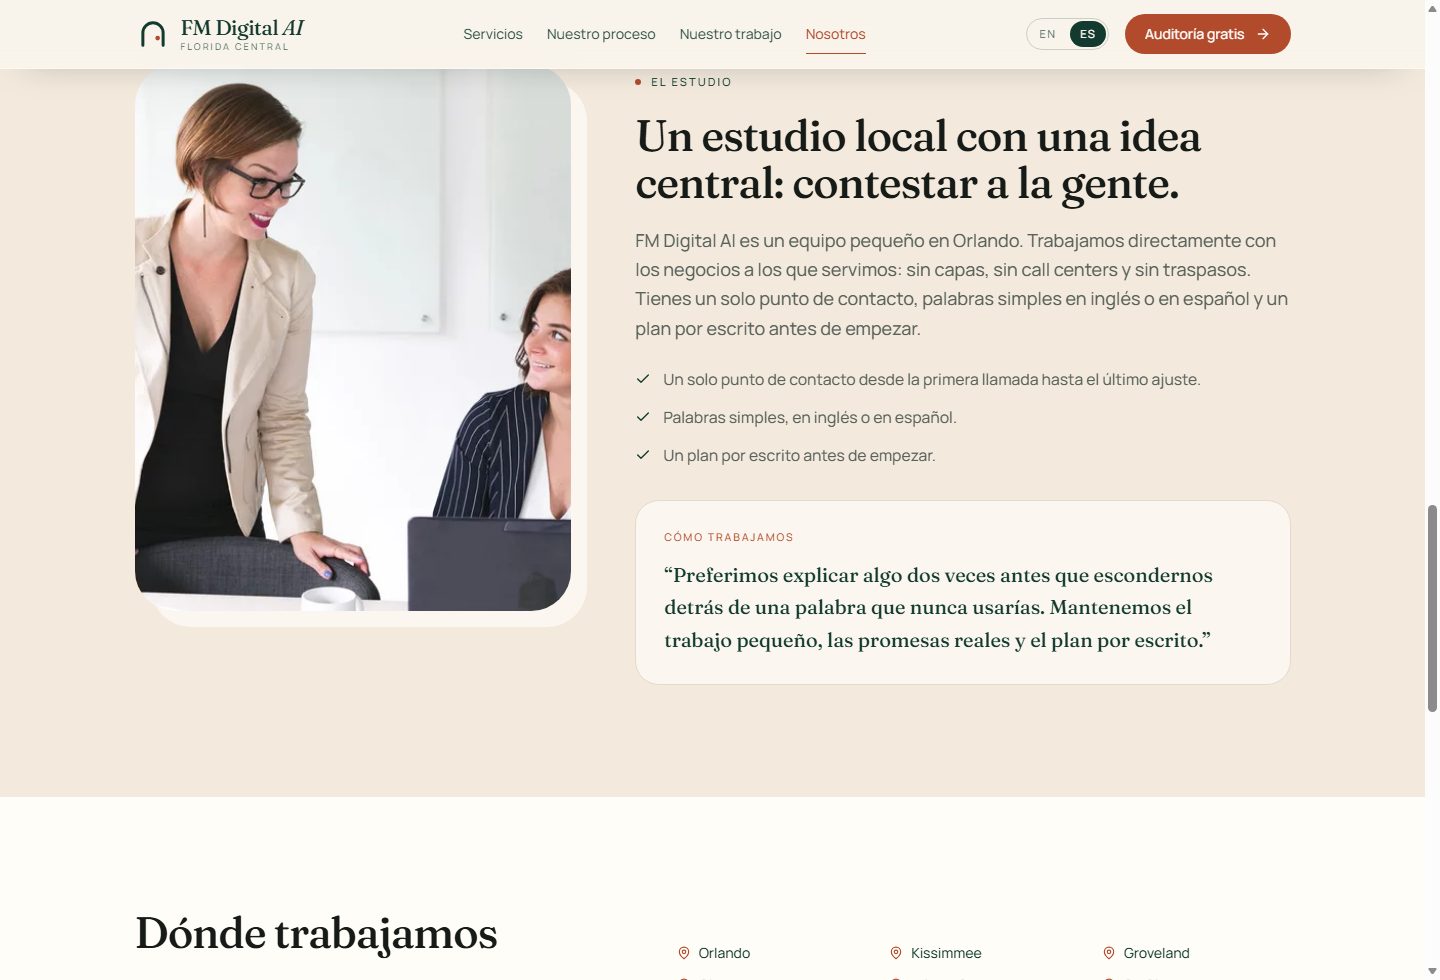 FM Digital AI
FLORIDA CENTRAL
Servicios
Nuestro proceso
Nuestro trabajo
Nosotros
EN
ES
Auditoría gratis
EL ESTUDIO
Un estudio local con una idea
central: contestar a la gente.
FM Digital AI es un equipo pequeño en Orlando. Trabajamos directamente con
los negocios a los que servimos: sin capas, sin call centers y sin traspasos.
Tienes un solo punto de contacto, palabras simples en inglés o en español y un
plan por escrito antes de empezar.
Un solo punto de contacto desde la primera llamada hasta el último ajuste.
Palabras simples, en inglés o en español.
Un plan por escrito antes de empezar.
CÓMO TRABAJAMOS
“Preferimos explicar algo dos veces antes que escondernos
detrás de una palabra que nunca usarías. Mantenemos el
trabajo pequeño, las promesas reales y el plan por escrito.”
Dónde trabajamos
Orlando
Kissimmee
Groveland